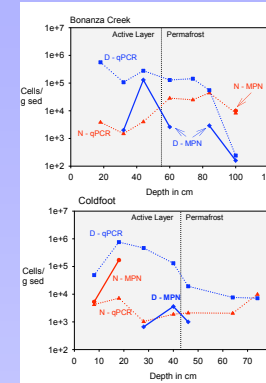 Bonanza Creek
1e+7
Active Layer
Permafrost
D - qPCR
1e+6
N - MPN
1e+5
Cells/
g sed
1e+4
1e+3
N - qPCR
D - MPN
1e+2
0
20
40
60
80
100
Depth in cm
Coldfoot
1e+7
Active Layer
Permafrost
D - qPCR
1e+6
Cells/
g sed
1e+5
N - MPN
D - MPN
1e+4
N - qPCR
1e+3
1e+2
0
10
20
30
40
50
60
70
Depth in cm